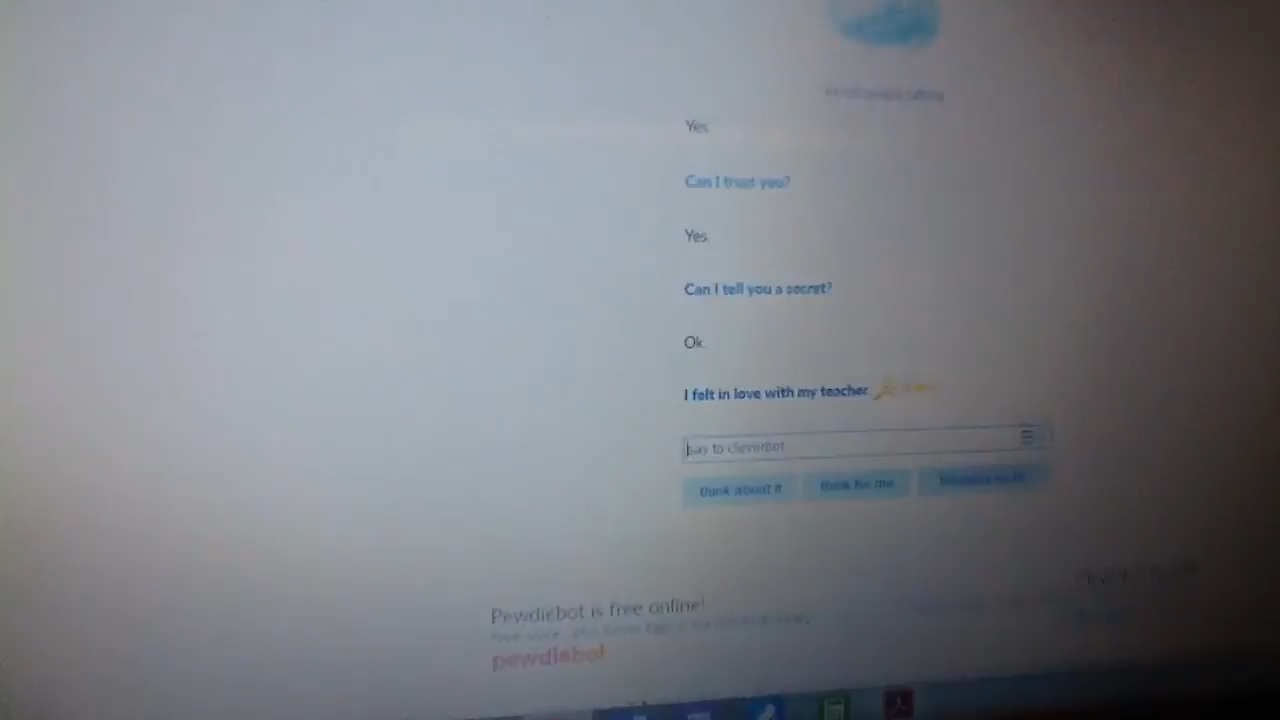 Yes.
Can I trust you?
Yes.
Can I tell you a secret?
Ok.
I felt in love with my teacher
say to cleverbot
think about it
think for me
Pewdiebot is free online!
pewdiebot